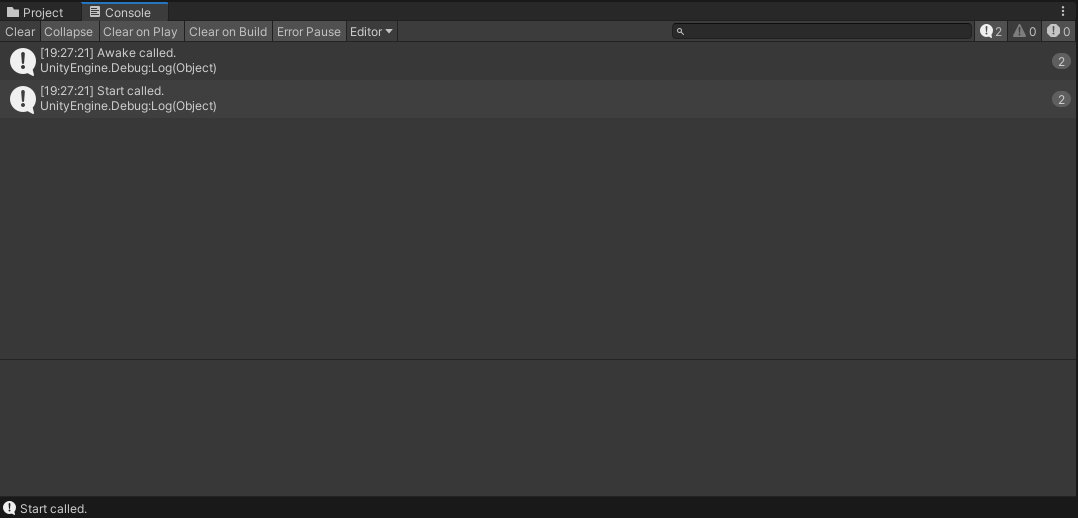 Project Console
Clear Collapse Clear on Play Clear on Build Error Pause Editor 2 0 0
[19:27:21] Awake called.
UnityEngine.Debug:Log(Object) 2
[19:27:21] Start called.
UnityEngine.Debug:Log(Object) 2
Start called.